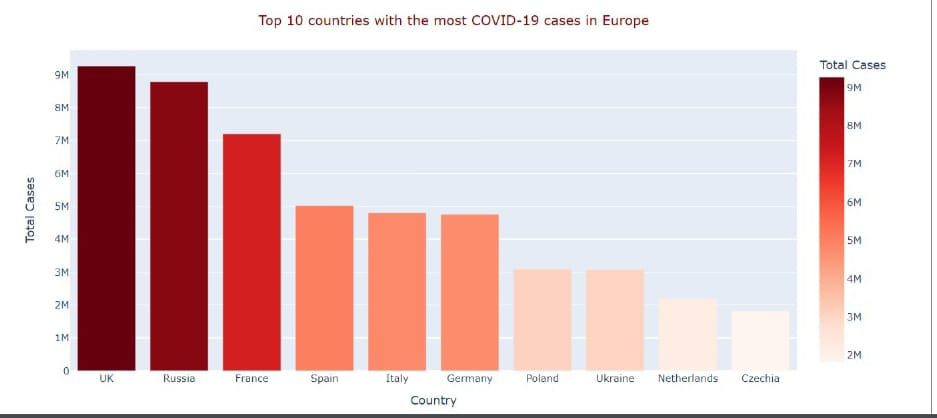 Top 10 countries with the most COVID-19 cases in Europe
Total Cases
9M
8M
7M
6M
5M
4M
3M
2M
1M
0
UK Russia France Spain Italy Germany Poland Ukraine Netherlands Czechia
Country
Total Cases
9M
8M
7M
6M
5M
4M
3M
2M